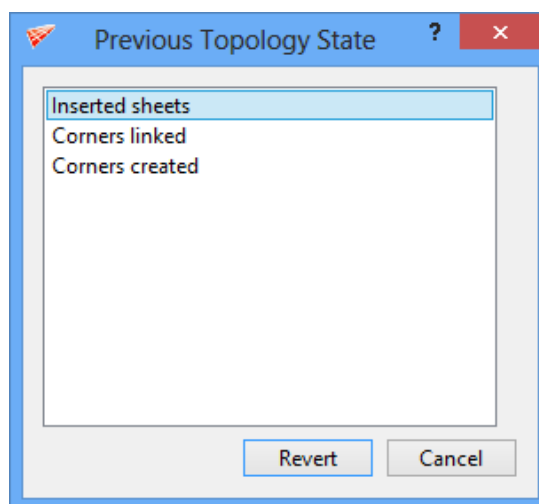 Previous Topology State ?
Inserted sheets
Corners linked
Corners created
Revert Cancel